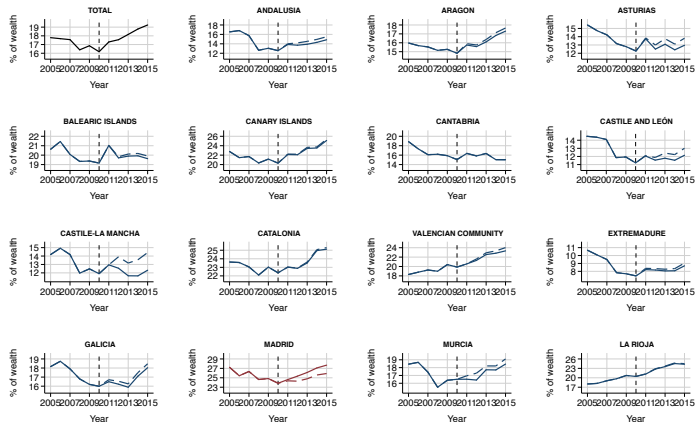 TOTAL
% of wealth
19
18
17
16
2005 2007 2009 2011 2013 2015
Year
ANDALUSIA
% of wealth
18
16
14
12
2005 2007 2009 2011 2013 2015
Year
ARAGON
% of wealth
18
17
16
15
2005 2007 2009 2011 2013 2015
Year
ASTURIAS
% of wealth
15
14
13
12
2005 2007 2009 2011 2013 2015
Year
BALEARIC ISLANDS
% of wealth
22
21
20
19
2005 2007 2009 2011 2013 2015
Year
CANARY ISLANDS
% of wealth
26
24
22
20
2005 2007 2009 2011 2013 2015
Year
CANTABRIA
% of wealth
20
18
16
14
2005 2007 2009 2011 2013 2015
Year
CASTILE AND LEÓN
% of wealth
14
13
12
11
2005 2007 2009 2011 2013 2015
Year
CASTILE-LA MANCHA
% of wealth
15
14
13
12
2005 2007 2009 2011 2013 2015
Year
CATALONIA
% of wealth
25
24
23
22
2005 2007 2009 2011 2013 2015
Year
VALENCIAN COMMUNITY
% of wealth
24
22
20
18
2005 2007 2009 2011 2013 2015
Year
EXTREMADURE
% of wealth
11
10
9
8
2005 2007 2009 2011 2013 2015
Year
GALICIA
% of wealth
19
18
17
16
2005 2007 2009 2011 2013 2015
Year
MADRID
% of wealth
29
27
25
23
2005 2007 2009 2011 2013 2015
Year
MURCIA
% of wealth
19
18
17
16
2005 2007 2009 2011 2013 2015
Year
LA RIOJA
% of wealth
26
23
20
17
2005 2007 2009 2011 2013 2015
Year